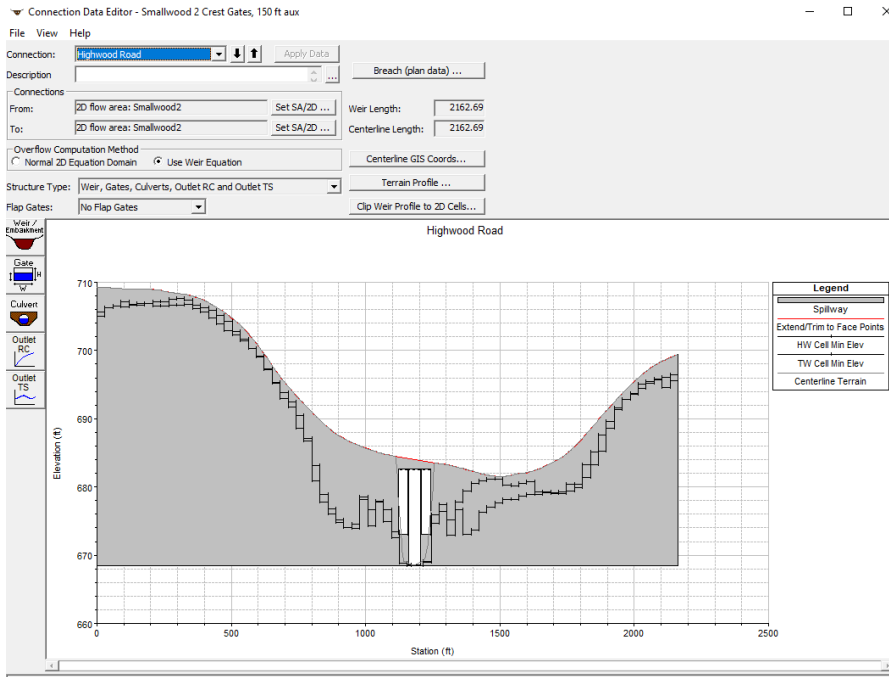 Connection Data Editor - Smallwood 2 Crest Gates, 150 ft aux
File View Help
Connection: Highwood Road Apply Data
Description ... Breach (plan data) ...
Connections
From: 2D flow area: Smallwood2 Set SA/2D ... Weir Length: 2162.69
To: 2D flow area: Smallwood2 Set SA/2D ... Centerline Length: 2162.69
Overflow Computation Method
Normal 2D Equation Domain Use Weir Equation Centerline GIS Coords...
Structure Type: Weir, Gates, Culverts, Outlet RC and Outlet TS Terrain Profile ...
Flap Gates: No Flap Gates Clip Weir Profile to 2D Cells...
Weir /
Embankment
Gate
H
W
Culvert
Outlet
RC
Outlet
TS
Highwood Road
710
700
690
680
670
660
Elevation (ft)
0 500 1000 1500 2000 2500
Station (ft)
Legend
Spillway
Extend/Trim to Face Points
HW Cell Min Elev
TW Cell Min Elev
Centerline Terrain